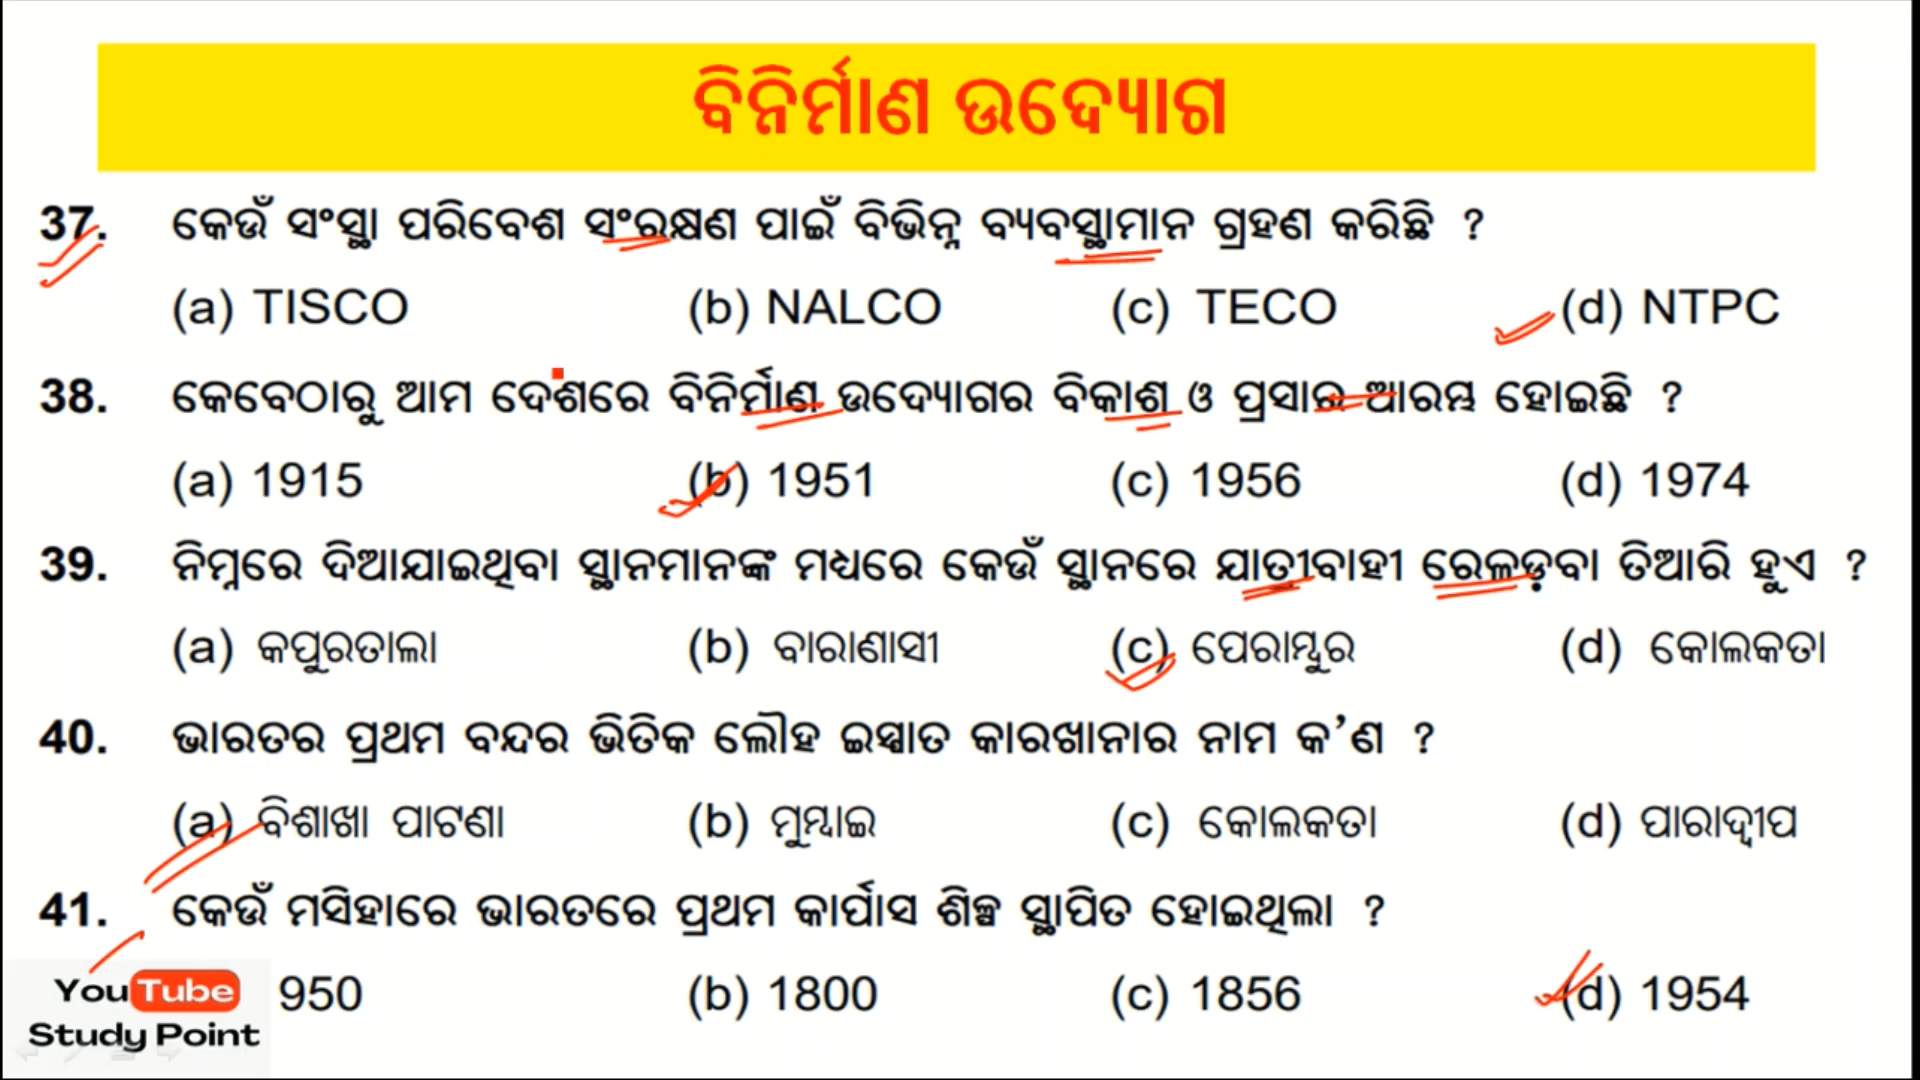 ବିନିର୍ମାଣ ଉଦ୍ୟୋଗ
37. କେଉଁ ସଂସ୍ଥା ପରିବେଶ ସଂରକ୍ଷଣ ପାଇଁ ବିଭିନ୍ନ ବ୍ୟବସ୍ଥାମାନ ଗ୍ରହଣ କରିଛି ?
(a) TISCO (b) NALCO (c) TECO (d) NTPC
38. କେବେଠାରୁ ଆମ ଦେଶରେ ବିନିର୍ମାଣ ଉଦ୍ୟୋଗର ବିକାଶ ଓ ପ୍ରସାର ଆରମ୍ଭ ହୋଇଛି ?
(a) 1915 (b) 1951 (c) 1956 (d) 1974
39. ନିମ୍ନରେ ଦିଆଯାଇଥିବା ସ୍ଥାନମାନଙ୍କ ମଧ୍ୟରେ କେଉଁ ସ୍ଥାନରେ ଯାତ୍ରୀବାହୀ ରେଳଡ଼ବା ତିଆରି ହୁଏ ?
(a) କପୁରତାଲା (b) ବାରାଣାସୀ (c) ପେରାମ୍ବୁର (d) କୋଲକତା
40. ଭାରତର ପ୍ରଥମ ବନ୍ଦର ଭିତିକ ଲୌହ ଇସ୍ପାତ କାରଖାନାର ନାମ କ’ଣ ?
(a) ବିଶାଖା ପାଟଣା (b) ମୁମ୍ବାଇ (c) କୋଲକତା (d) ପାରାଦ୍ୱୀପ
41. କେଉଁ ମସିହାରେ ଭାରତରେ ପ୍ରଥମ କାର୍ପାସ ଶିଳ୍ପ ସ୍ଥାପିତ ହୋଇଥିଲା ?
950 (b) 1800 (c) 1856 (d) 1954
YouTube
Study Point